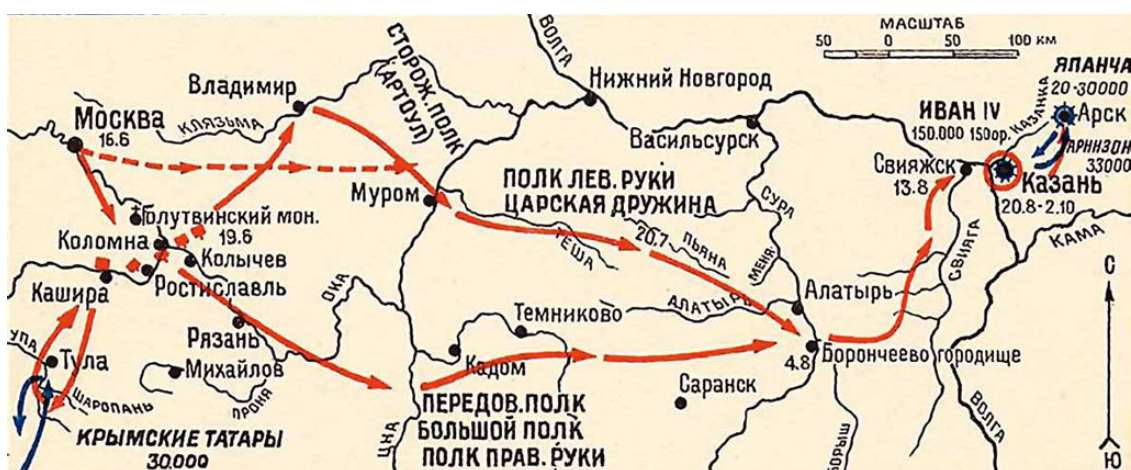 МАСШТАБ
50 0 50 100 КМ
ВОЛГА
СТОРОЖ. ПОЛК
(АРТОУЛ)
Нижний Новгород
ЯПАНЧА
20-30000
Арск
Владимир
КЛЯЗЬМА
Москва
16.6
Васильсурск
ИВАН IV
150.000 150ор.
КАЗАНКА
ГАРНИЗОН
33000
Свияжск
13.8
Казань
20.8-2.10
Муром
ПОЛК ЛЕВ. РУКИ
ЦАРСКАЯ ДРУЖИНА
СУРА
Голутвинский мон.
19.6
Коломна
Колычев
ТЕША
20.7
ПЬЯНА
МЕНЯ
СВИЯГА
КАМА
С
Кашира
Ростиславль
ОКА
Темниково
АЛАТЫРЬ
Алатырь
Рязань
УПА
Тула
Михайлов
Кадом
4.8
Борончеево городище
ШАРОПАНЬ
ПРОНЯ
Саранск
ПЕРЕДОВ. ПОЛК
БОЛЬШОЙ ПОЛК
ПОЛК ПРАВ. РУКИ
ЦНА
БОРЫШ
ВОЛГА
КРЫМСКИЕ ТАТАРЫ
30.000
Ю